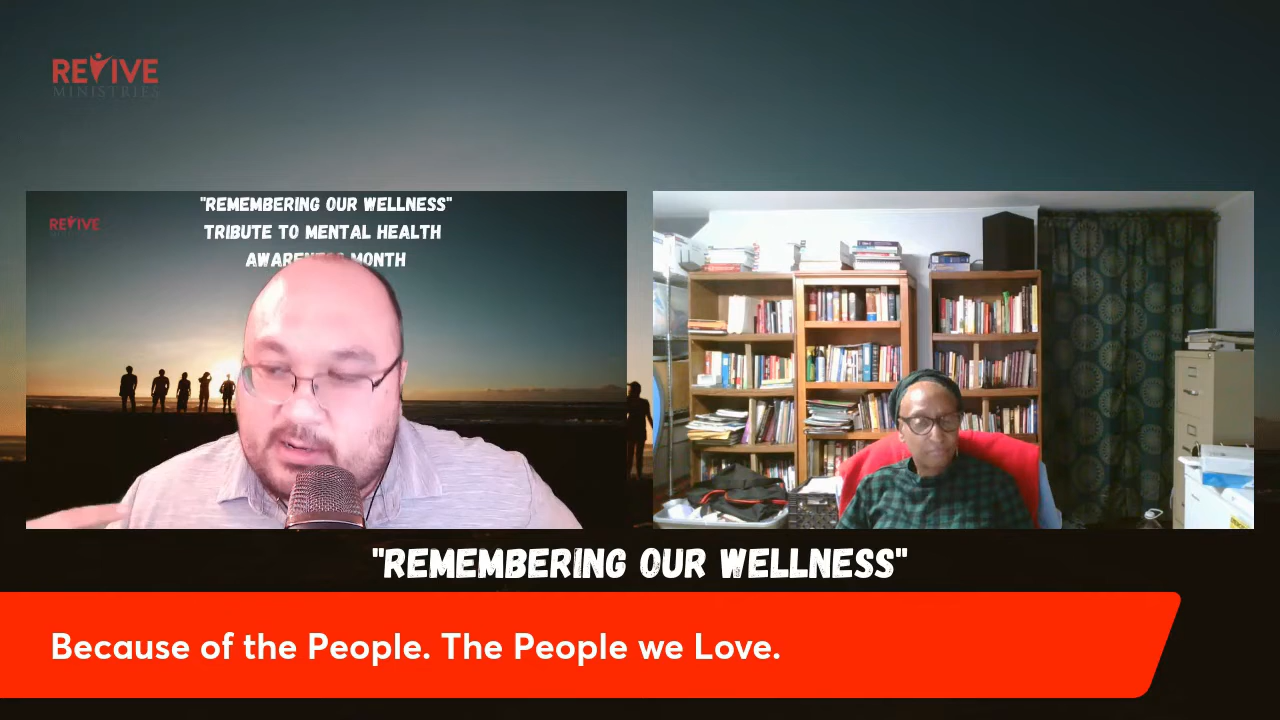 REVIVE
MINISTRIES
REVIVE
"REMEMBERING OUR WELLNESS"
TRIBUTE TO MENTAL HEALTH
MONTH
"REMEMBERING OUR WELLNESS"
Because of the People. The People we Love.